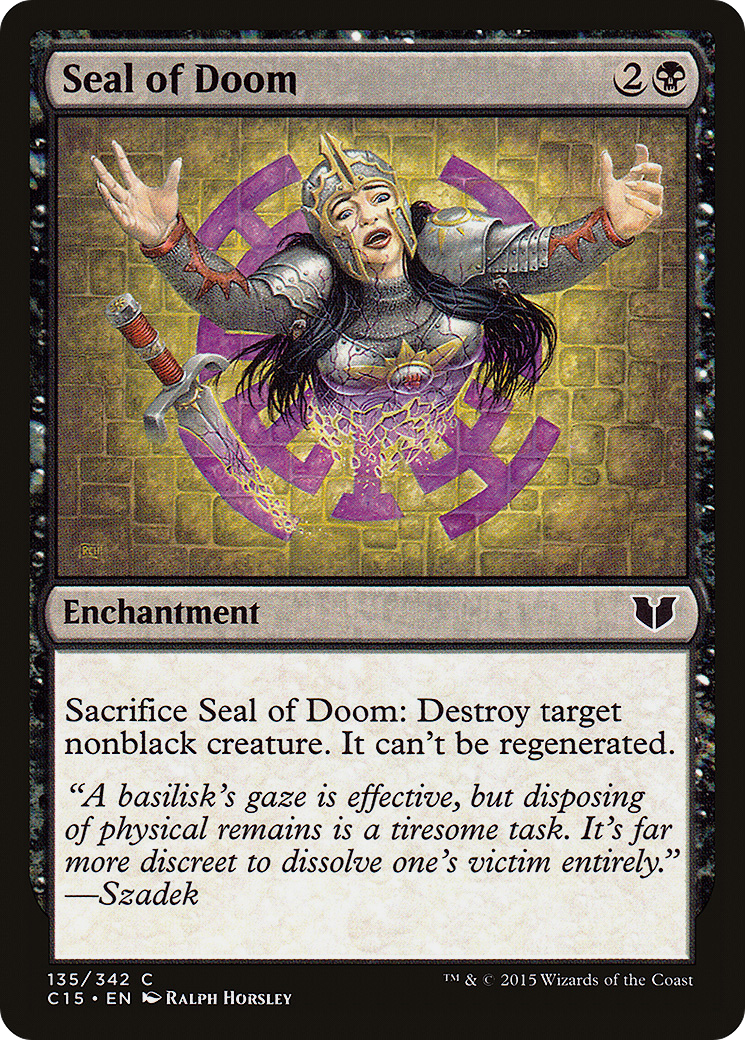 Seal of Doom 2
Enchantment
Sacrifice Seal of Doom: Destroy target
nonblack creature. It can't be regenerated.
“A basilisk's gaze is effective, but disposing
of physical remains is a tiresome task. It's far
more discreet to dissolve one's victim entirely.”
—Szadek
135/342 C
C15 • EN Ralph Horsley
™ & © 2015 Wizards of the Coast